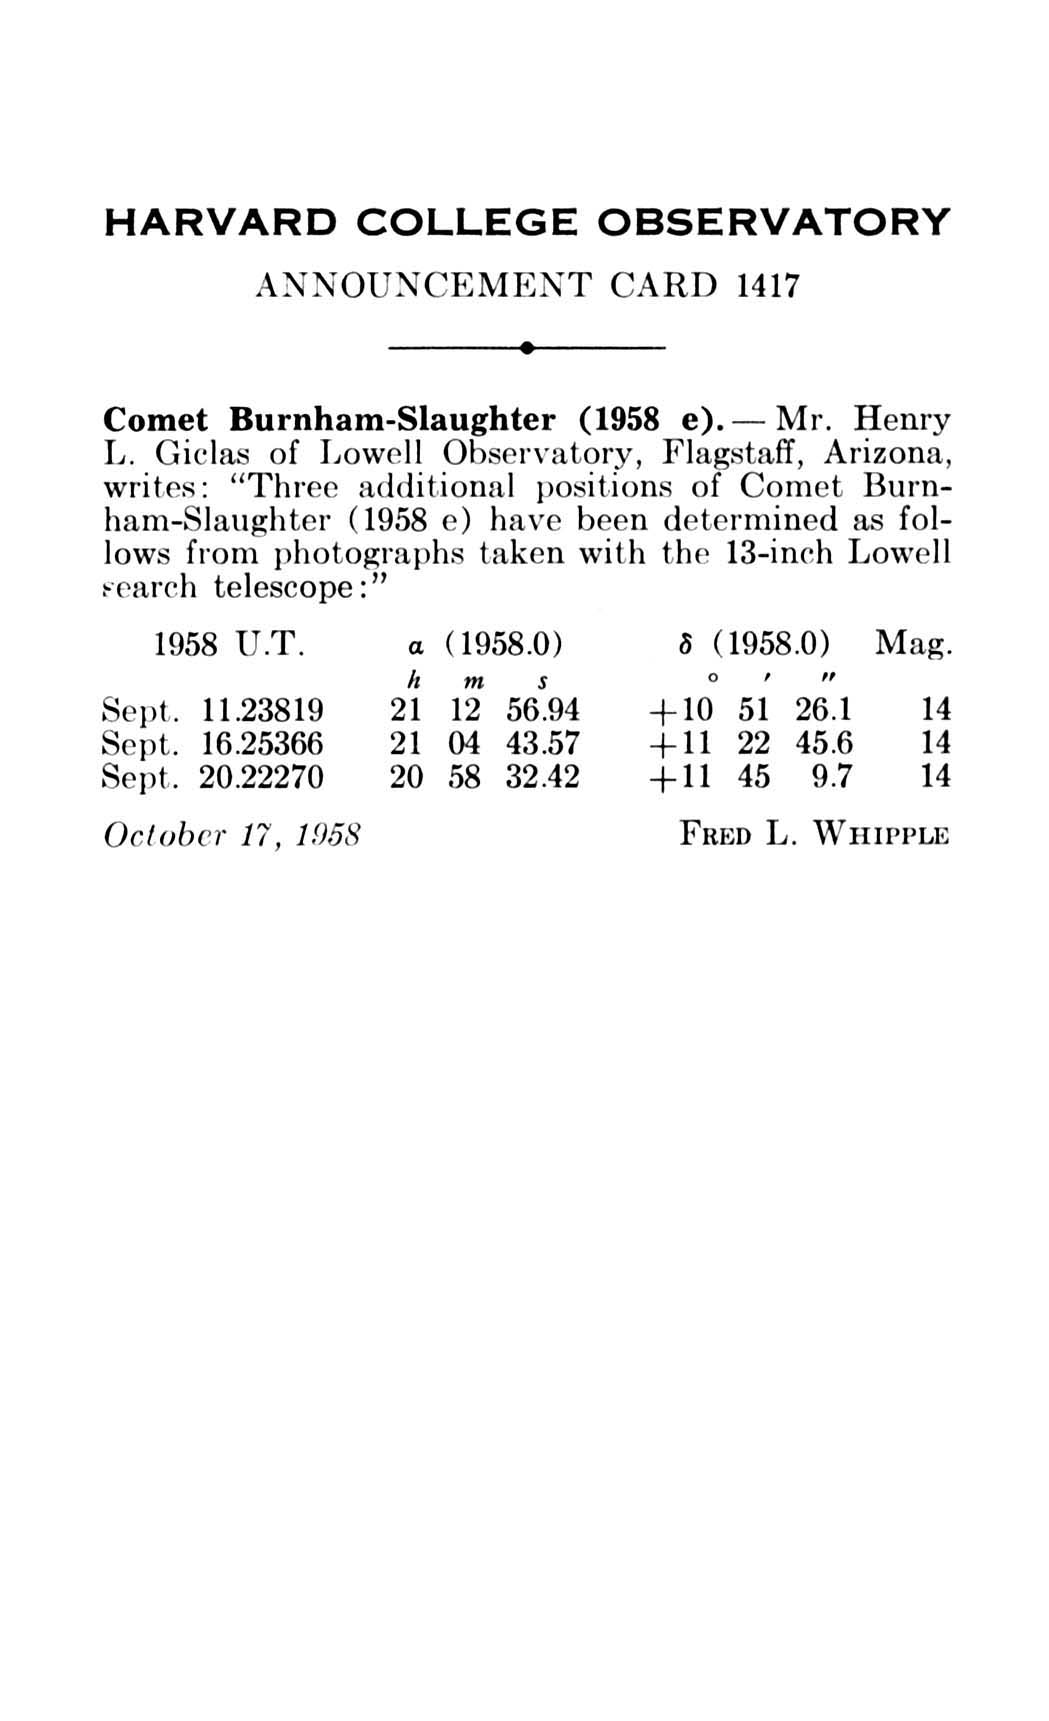 HARVARD COLLEGE OBSERVATORY
ANNOUNCEMENT CARD 1417
Comet Burnham-Slaughter (1958 e).— Mr. Henry
L. Giclas of Lowell Observatory, Flagstaff, Arizona,
writes: “Three additional positions of Comet Burn-
ham-Slaughter (1958 e) have been determined as fol-
lows from photographs taken with the 13-inch Lowell
search telescope:”
1958 U.T. α (1958.0) δ (1958.0) Mag.
h m s ° ′ ″
Sept. 11.23819 21 12 56.94 +10 51 26.1 14
Sept. 16.25366 21 04 43.57 +11 22 45.6 14
Sept. 20.22270 20 58 32.42 +11 45 9.7 14
October 17, 1958 FRED L. WHIPPLE